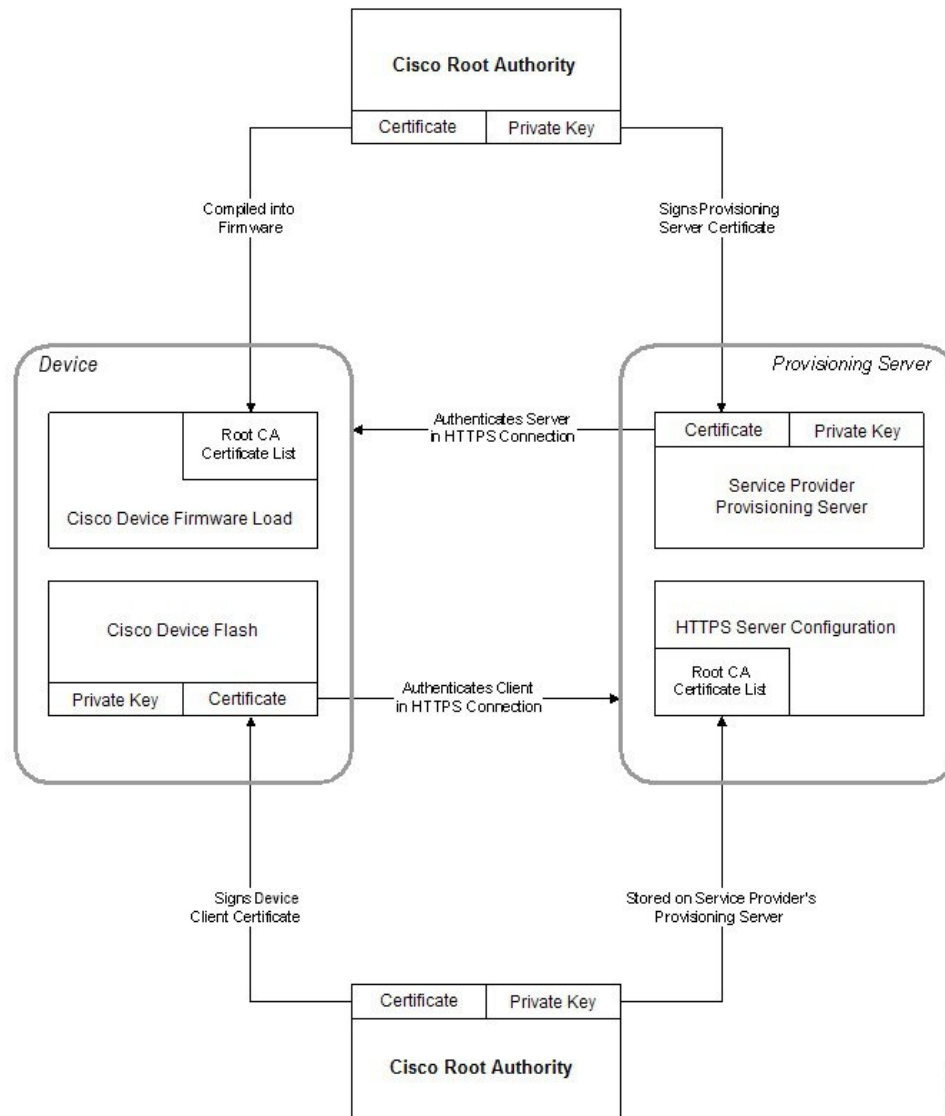 Cisco Root Authority
Certificate
Private Key
Compiled into
Firmware
Signs Provisioning
Server Certificate
Device
Provisioning Server
Root CA
Certificate List
Cisco Device Firmware Load
Authenticates Server
in HTTPS Connection
Certificate
Private Key
Service Provider
Provisioning Server
Cisco Device Flash
Private Key
Certificate
Authenticates Client
in HTTPS Connection
HTTPS Server Configuration
Root CA
Certificate List
Signs Device
Client Certificate
Stored on Service Provider's
Provisioning Server
Certificate
Private Key
Cisco Root Authority